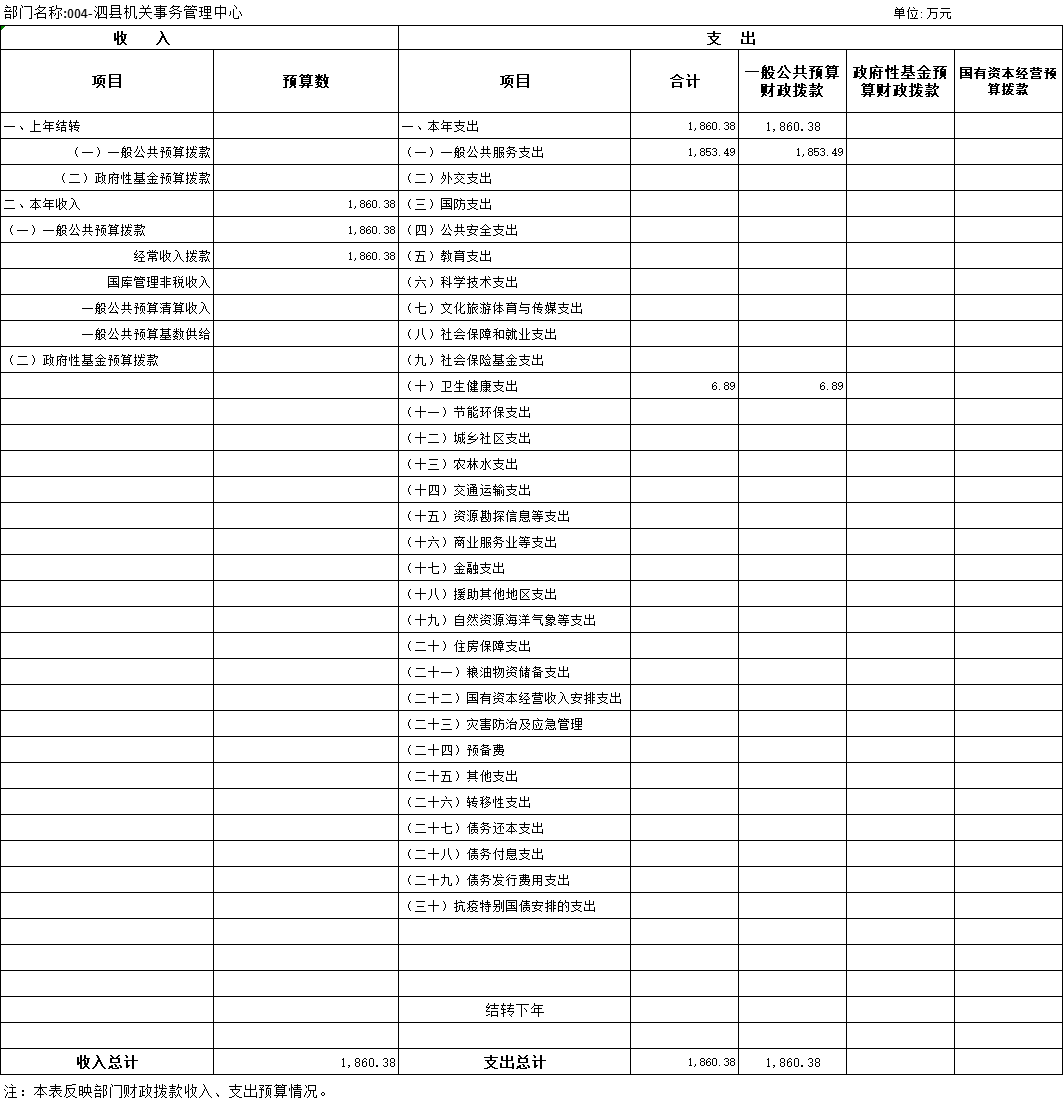 部门名称:004-泗县机关事务管理中心 单位: 万元
收 入 支 出
项目 预算数 项目 合计 一般公共预算财政拨款 政府性基金预算财政拨款 国有资本经营预算拨款
一、上年结转 一、本年支出 1,860.38 1,860.38
（一）一般公共预算拨款 （一）一般公共服务支出 1,853.49 1,853.49
（二）政府性基金预算拨款 （二）外交支出
二、本年收入 1,860.38 （三）国防支出
（一）一般公共预算拨款 1,860.38 （四）公共安全支出
经常收入拨款 1,860.38 （五）教育支出
国库管理非税收入 （六）科学技术支出
一般公共预算清算收入 （七）文化旅游体育与传媒支出
一般公共预算基数供给 （八）社会保障和就业支出
（二）政府性基金预算拨款 （九）社会保险基金支出
（十）卫生健康支出 6.89 6.89
（十一）节能环保支出
（十二）城乡社区支出
（十三）农林水支出
（十四）交通运输支出
（十五）资源勘探信息等支出
（十六）商业服务业等支出
（十七）金融支出
（十八）援助其他地区支出
（十九）自然资源海洋气象等支出
（二十）住房保障支出
（二十一）粮油物资储备支出
（二十二）国有资本经营收入安排支出
（二十三）灾害防治及应急管理
（二十四）预备费
（二十五）其他支出
（二十六）转移性支出
（二十七）债务还本支出
（二十八）债务付息支出
（二十九）债务发行费用支出
（三十）抗疫特别国债安排的支出
结转下年
收入总计 1,860.38 支出总计 1,860.38 1,860.38
注：本表反映部门财政拨款收入、支出预算情况。